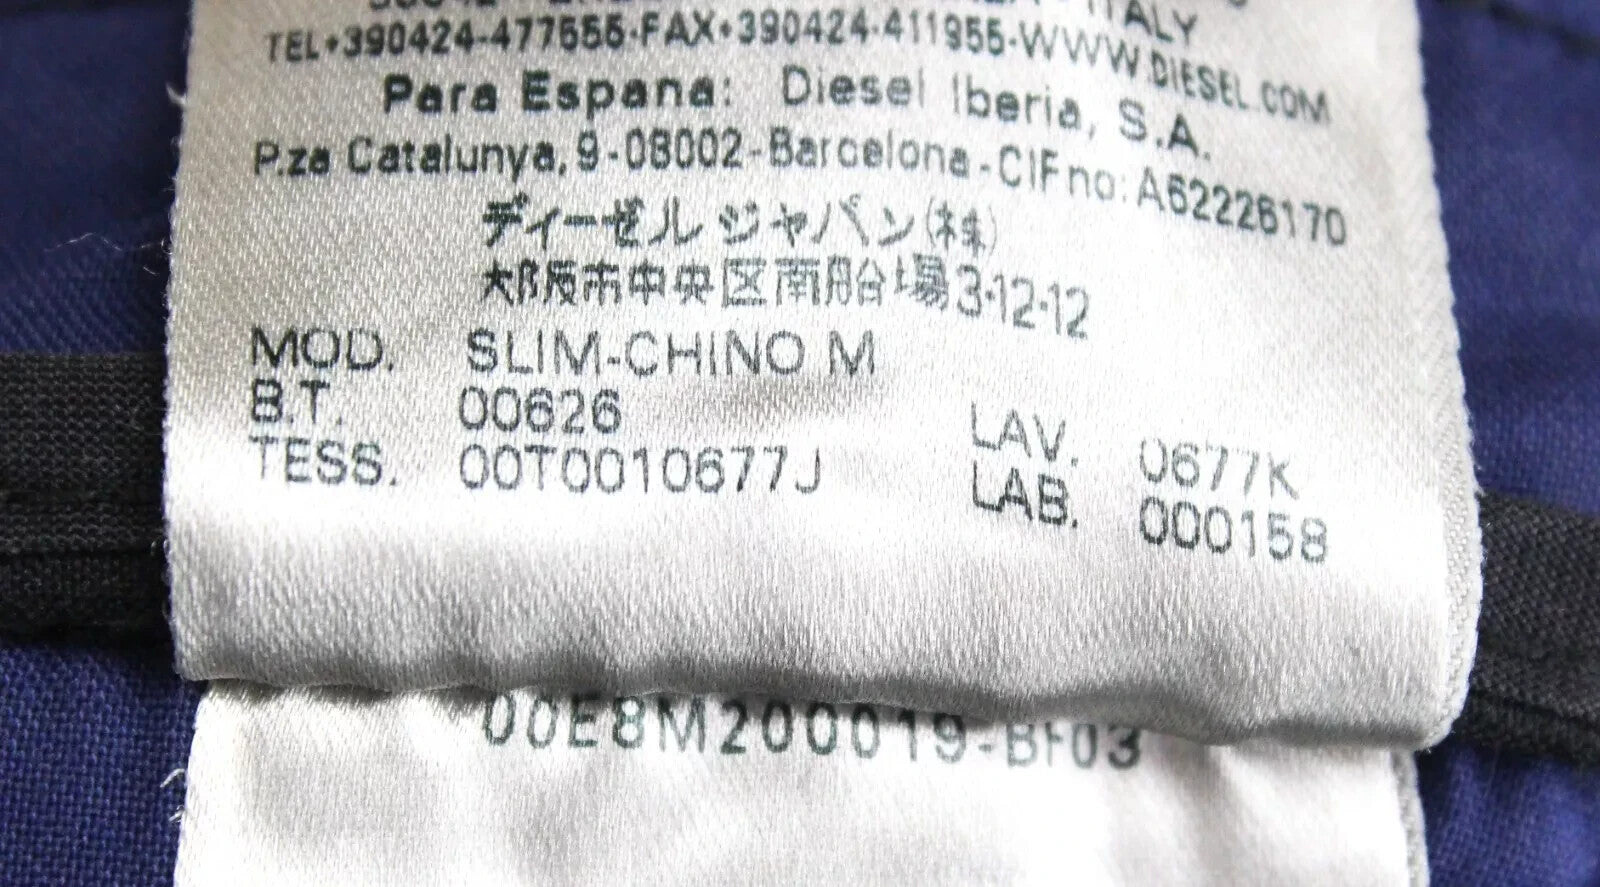 ITALY
TEL+390424-477555-FAX+390424-411955-WWW.DIESEL.COM
Para Espana: Diesel Iberia, S.A.
P.za Catalunya, 9-08002-Barcelona-CIF no: A62226170
ディーゼル ジャパン(株)
大阪市中央区南船場3-12-12
MOD. SLIM-CHINO M
B.T. 00626
TESS. 00T0010677J
LAV. 0677K
LAB. 000158
00E8M200019-BF03